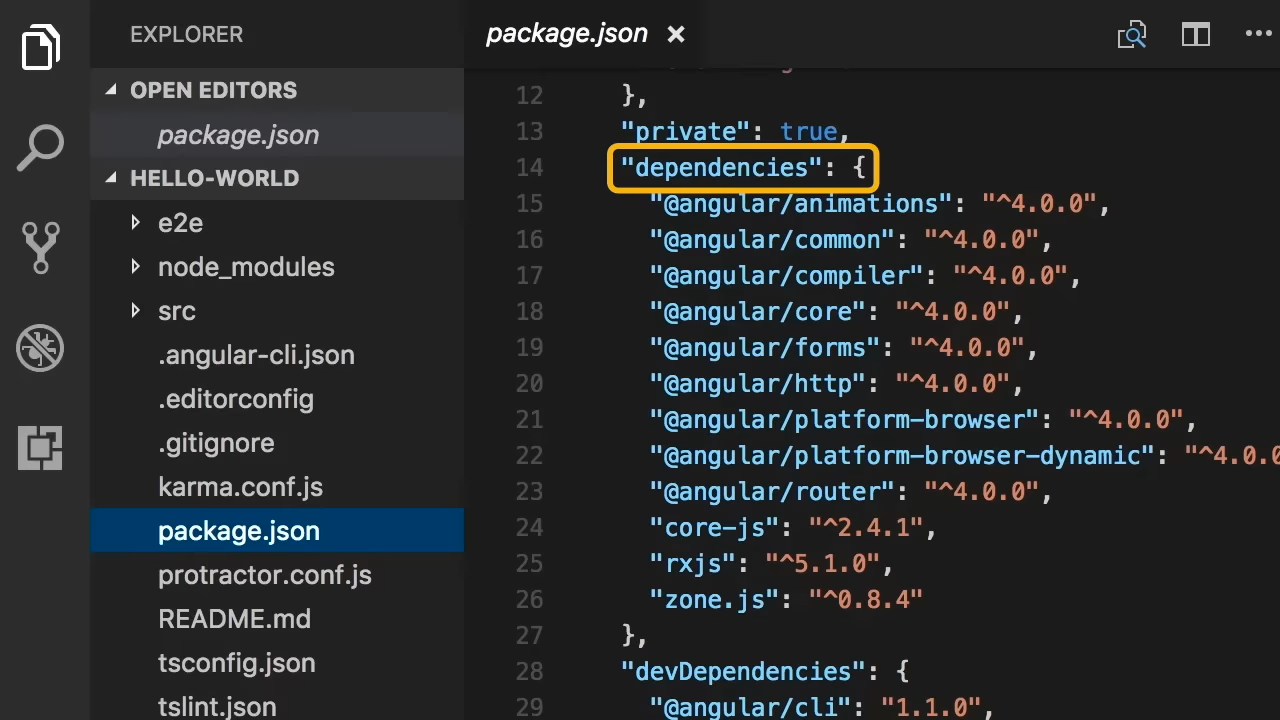 EXPLORER
OPEN EDITORS
package.json
HELLO-WORLD
e2e
node_modules
src
.angular-cli.json
.editorconfig
.gitignore
karma.conf.js
package.json
protractor.conf.js
README.md
tsconfig.json
tslint.json
package.json
12 },
13 "private": true,
14 "dependencies": {
15 "@angular/animations": "^4.0.0",
16 "@angular/common": "^4.0.0",
17 "@angular/compiler": "^4.0.0",
18 "@angular/core": "^4.0.0",
19 "@angular/forms": "^4.0.0",
20 "@angular/http": "^4.0.0",
21 "@angular/platform-browser": "^4.0.0",
22 "@angular/platform-browser-dynamic": "^4.0.0
23 "@angular/router": "^4.0.0",
24 "core-js": "^2.4.1",
25 "rxjs": "^5.1.0",
26 "zone.js": "^0.8.4"
27 },
28 "devDependencies": {
29 "@angular/cli": "1.1.0",